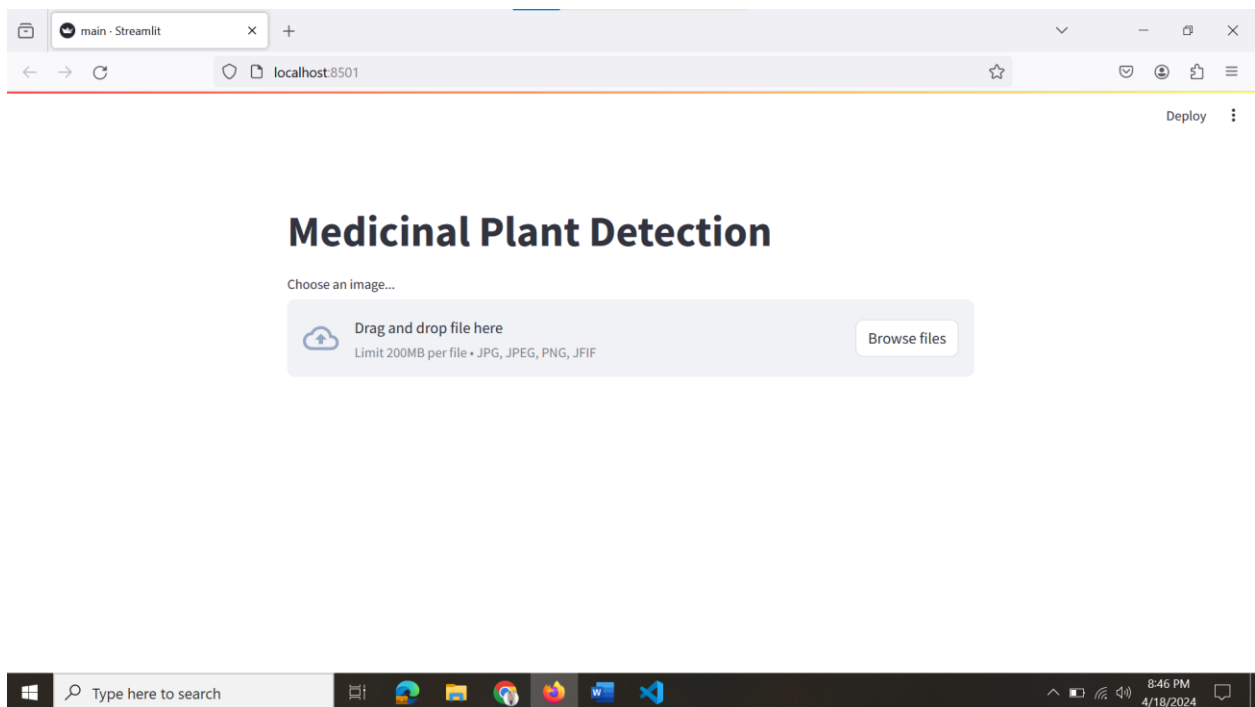 main · Streamlit
localhost:8501
Deploy
Medicinal Plant Detection
Choose an image...
Drag and drop file here
Limit 200MB per file • JPG, JPEG, PNG, JFIF
Browse files
Type here to search
8:46 PM
4/18/2024